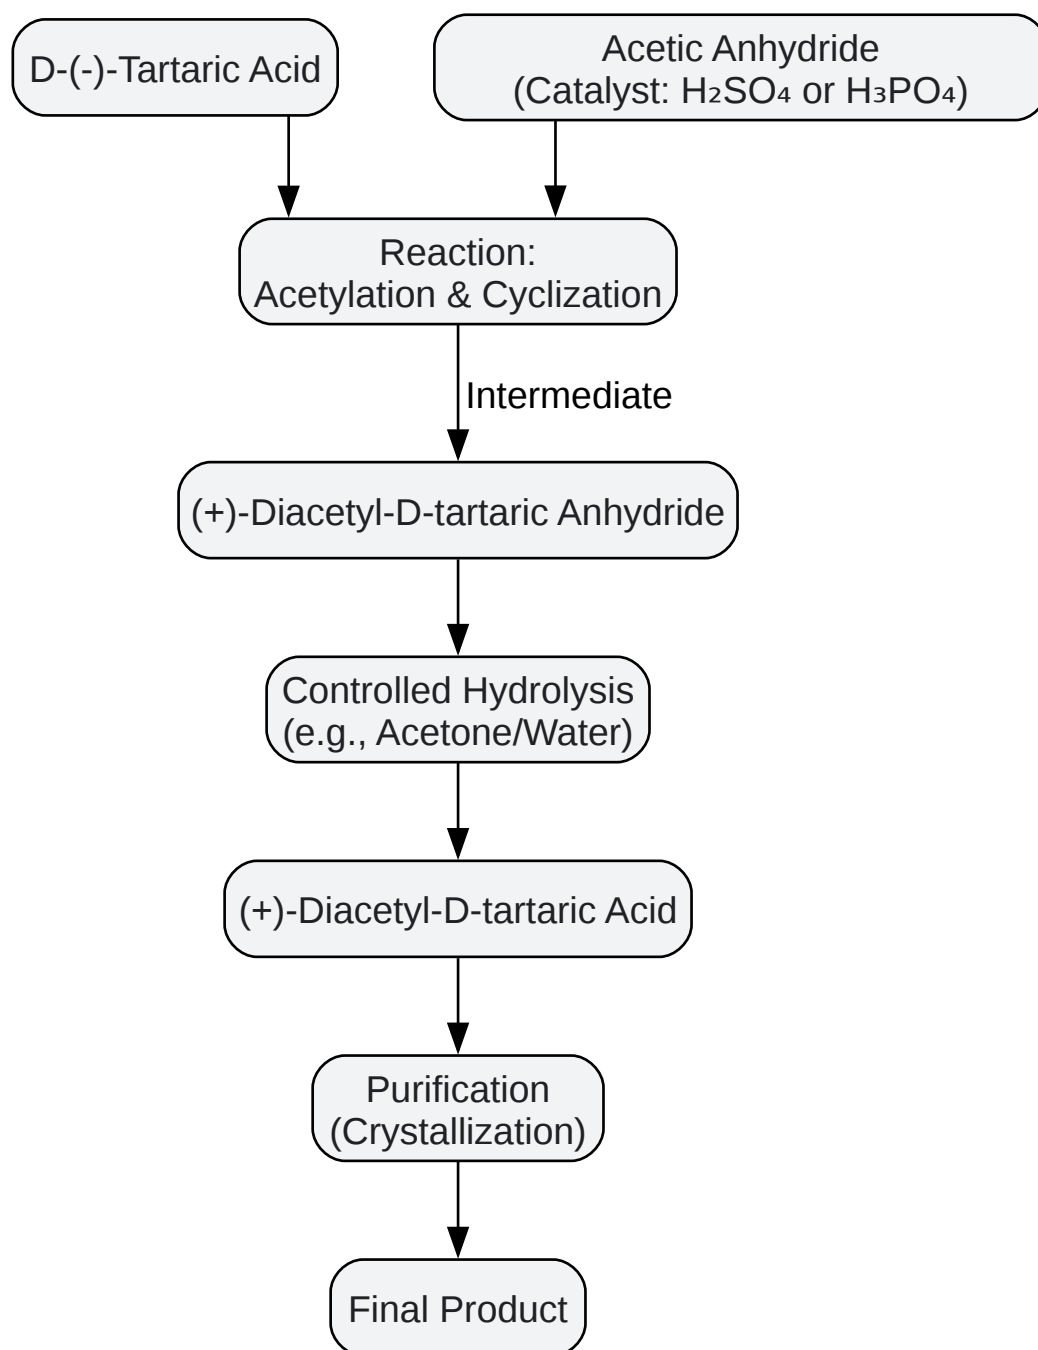 D-(-)-Tartaric Acid
Acetic Anhydride
(Catalyst: H₂SO₄ or H₃PO₄)
Reaction:
Acetylation & Cyclization
Intermediate
(+)-Diacetyl-D-tartaric Anhydride
Controlled Hydrolysis
(e.g., Acetone/Water)
(+)-Diacetyl-D-tartaric Acid
Purification
(Crystallization)
Final Product